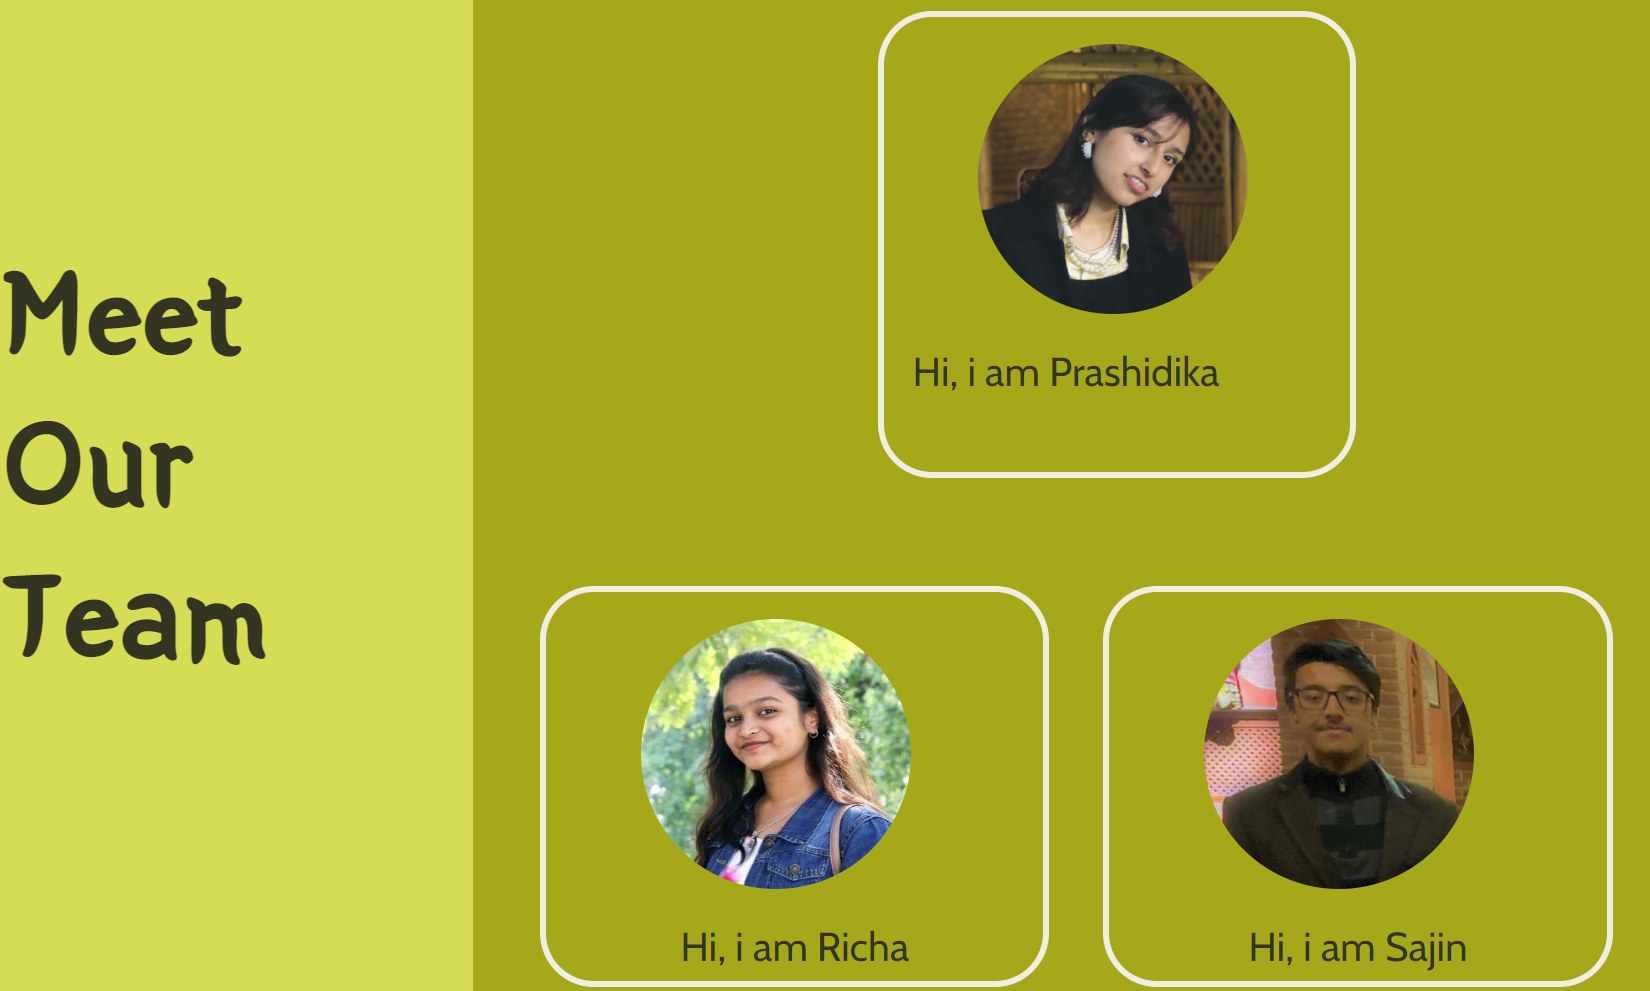 Meet
Our
Team
Hi, i am Prashidika
Hi, i am Richa
Hi, i am Sajin